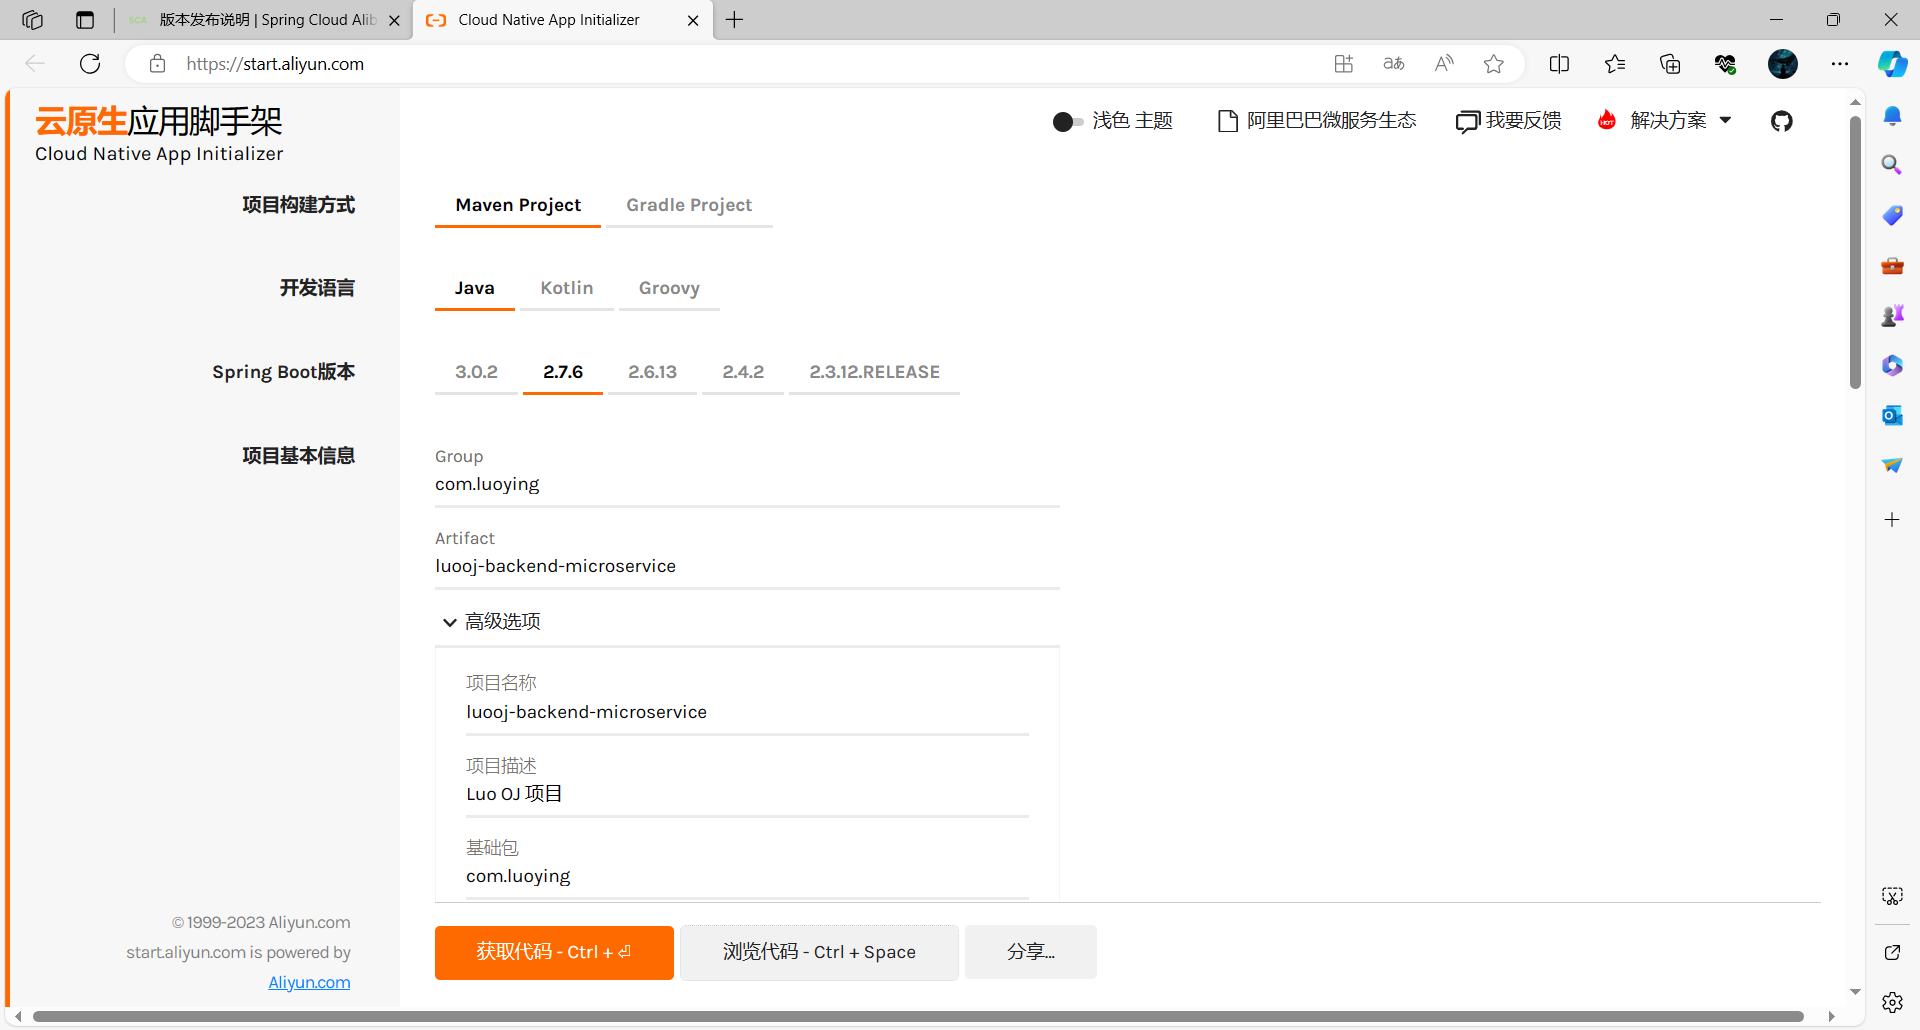 SCA 版本发布说明 | Spring Cloud Alib
Cloud Native App Initializer
https://start.aliyun.com
aあ
云原生应用脚手架
Cloud Native App Initializer
浅色 主题
阿里巴巴微服务生态
我要反馈
HOT 解决方案
项目构建方式
Maven Project
Gradle Project
开发语言
Java
Kotlin
Groovy
Spring Boot版本
3.0.2
2.7.6
2.6.13
2.4.2
2.3.12.RELEASE
项目基本信息
Group
com.luoying
Artifact
luooj-backend-microservice
高级选项
项目名称
luooj-backend-microservice
项目描述
Luo OJ 项目
基础包
com.luoying
获取代码 - Ctrl + ⏎
浏览代码 - Ctrl + Space
分享...
© 1999-2023 Aliyun.com
start.aliyun.com is powered by
Aliyun.com